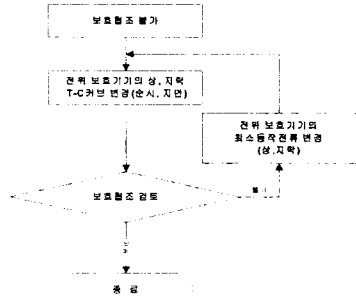 보호협조 불가
전위 보호기기의 상, 지락
T-C커브 변경(순시, 지연)
전위 보호기기의
최소동작전류 변경
(상,지락)
보호협조 검토
종 료